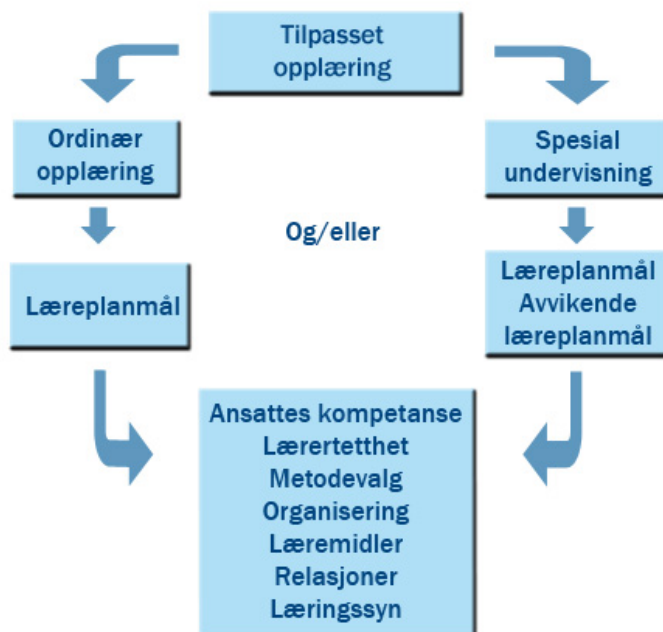 Tilpasset
opplæring
Ordinær
opplæring
Spesial
undervisning
Og/eller
Læreplanmål
Læreplanmål
Avvikende
læreplanmål
Ansattes kompetanse
Lærertetthet
Metodevalg
Organisering
Læremidler
Relasjoner
Læringssyn